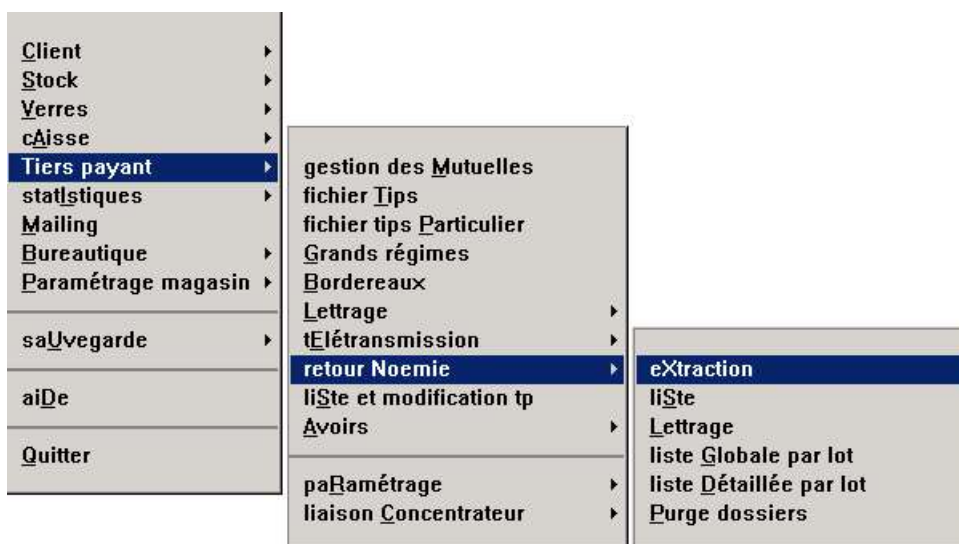 Client
Stock
Verres
cAisse
Tiers payant
statIstiques
Mailing
Bureautique
Paramétrage magasin
saUvegarde
aiDe
Quitter
gestion des Mutuelles
fichier Tips
fichier tips Particulier
Grands régimes
Bordereaux
Lettrage
tElétransmission
retour Noemie
liSte et modification tp
Avoirs
paRamétrage
liaison Concentrateur
eXtraction
liSte
Lettrage
liste Globale par lot
liste Détaillée par lot
Purge dossiers